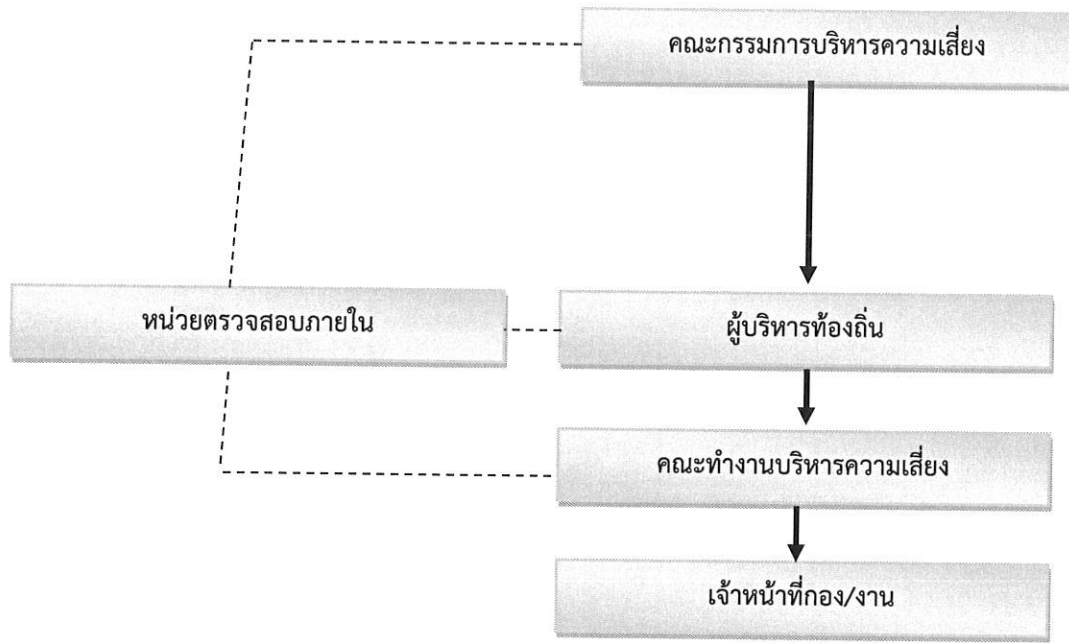 คณะกรรมการบริหารความเสี่ยง
หน่วยตรวจสอบภายใน
ผู้บริหารท้องถิ่น
คณะทำงานบริหารความเสี่ยง
เจ้าหน้าที่กอง/งาน